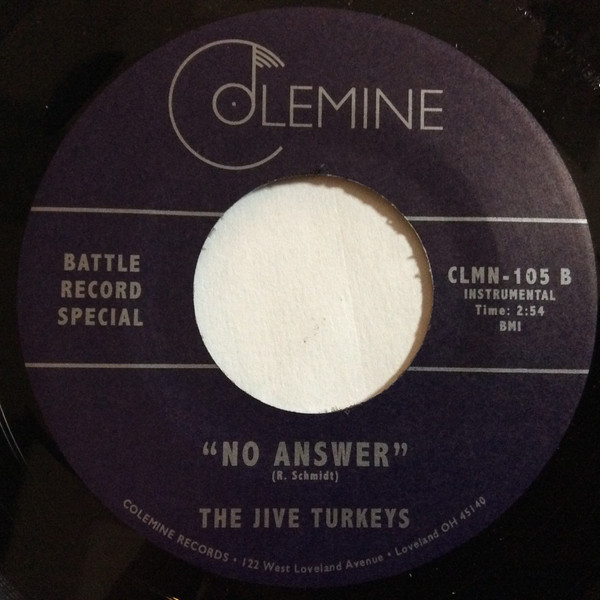 COLEMINE
BATTLE
RECORD
SPECIAL
CLMN-105 B
INSTRUMENTAL
Time: 2:54
BMI
“NO ANSWER”
(R. Schmidt)
THE JIVE TURKEYS
COLEMINE RECORDS • 122 West Loveland Avenue • Loveland OH 45140